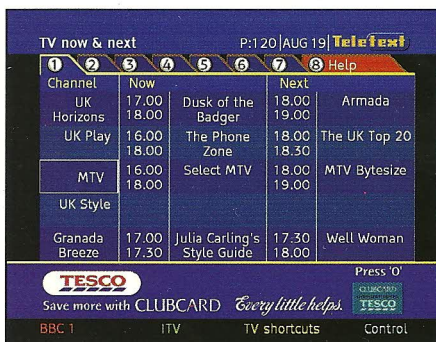 TV now & next P:120 AUG 19 Teletext
1 2 3 4 5 6 7 8 Help
Channel Now Next
UK Horizons 17.00 18.00 Dusk of the Badger 18.00 19.00 Armada
UK Play 16.00 18.00 The Phone Zone 18.00 18.30 The UK Top 20
MTV 16.00 18.00 Select MTV 18.00 19.00 MTV Bytesize
UK Style
Granada Breeze 17.00 17.30 Julia Carling's Style Guide 17.30 18.00 Well Woman
Press 'O'
TESCO
Save more with CLUBCARD Every little helps.
CLUBCARD
TESCO
BBC 1 ITV TV shortcuts Control